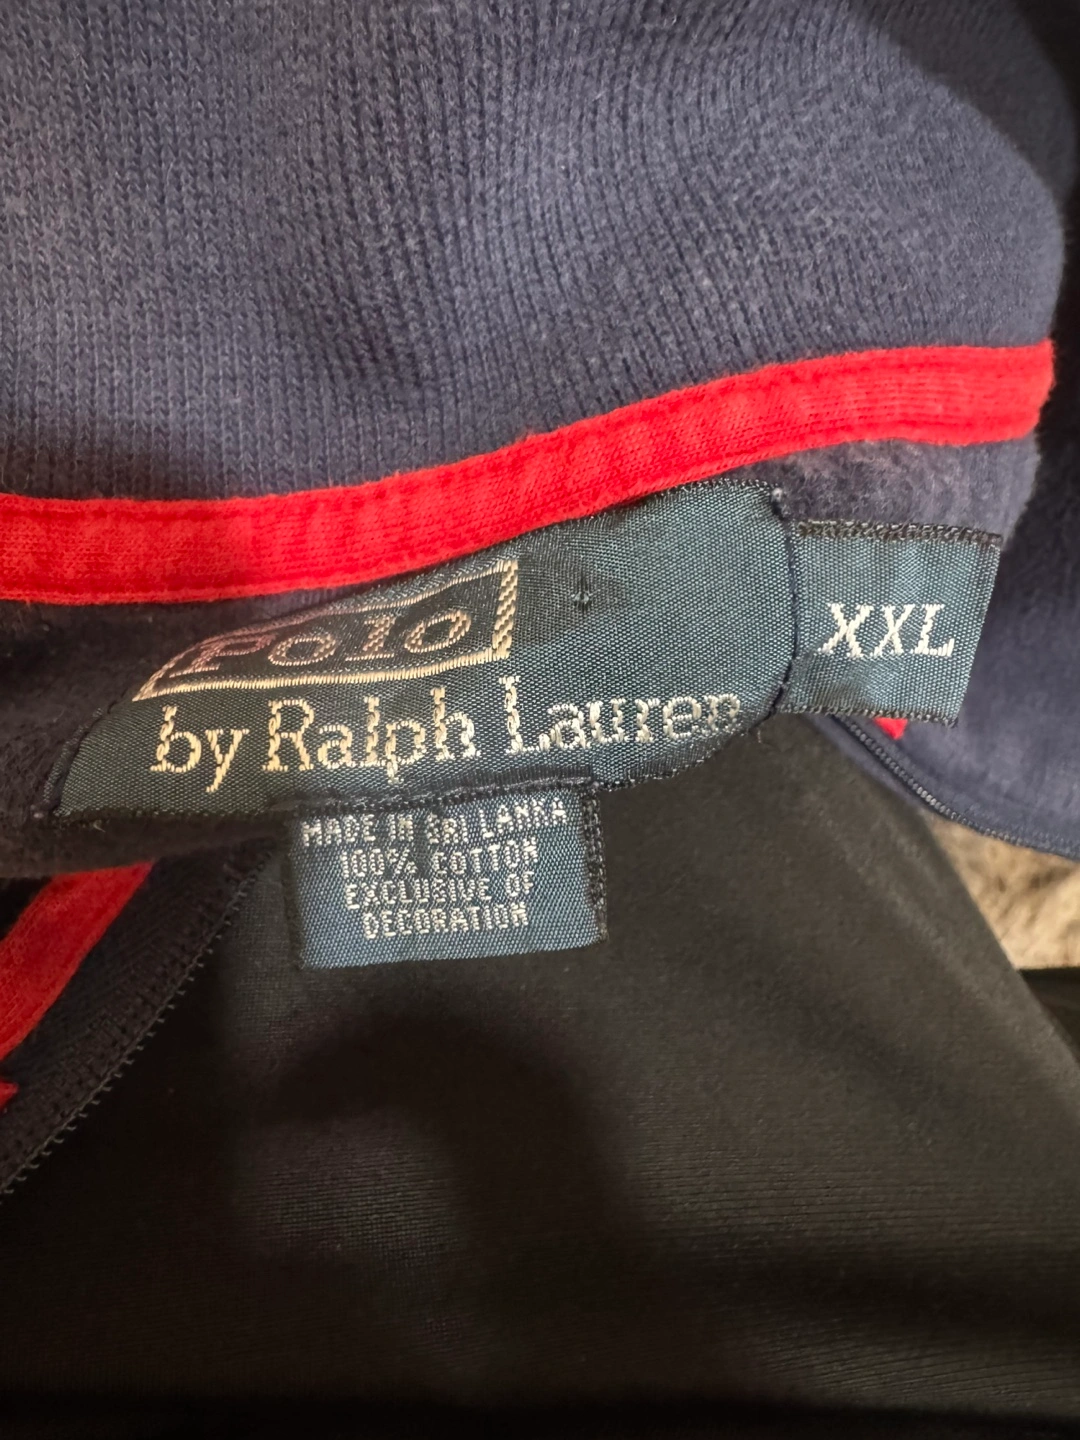 Polo
by Ralph Lauren
XXL
MADE IN SRI LANKA
100% COTTON
EXCLUSIVE OF
DECORATION